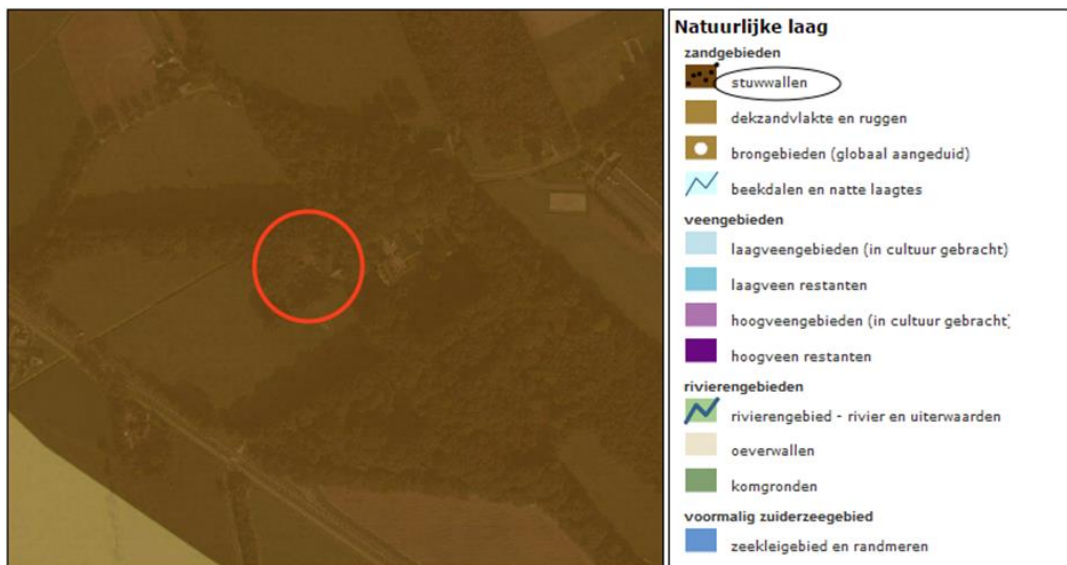 Natuurlijke laag
zandgebieden
stuwwallen
dekzandvlakte en ruggen
brongebieden (globaal aangeduid)
beekdalen en natte laagtes
veengebieden
laagveengebieden (in cultuur gebracht)
laagveen restanten
hoogveengebieden (in cultuur gebracht)
hoogveen restanten
rivierengebieden
rivierengebied - rivier en uiterwaarden
oeverwallen
komgronden
voormalig zuiderzeegebied
zeekleigebied en randmeren